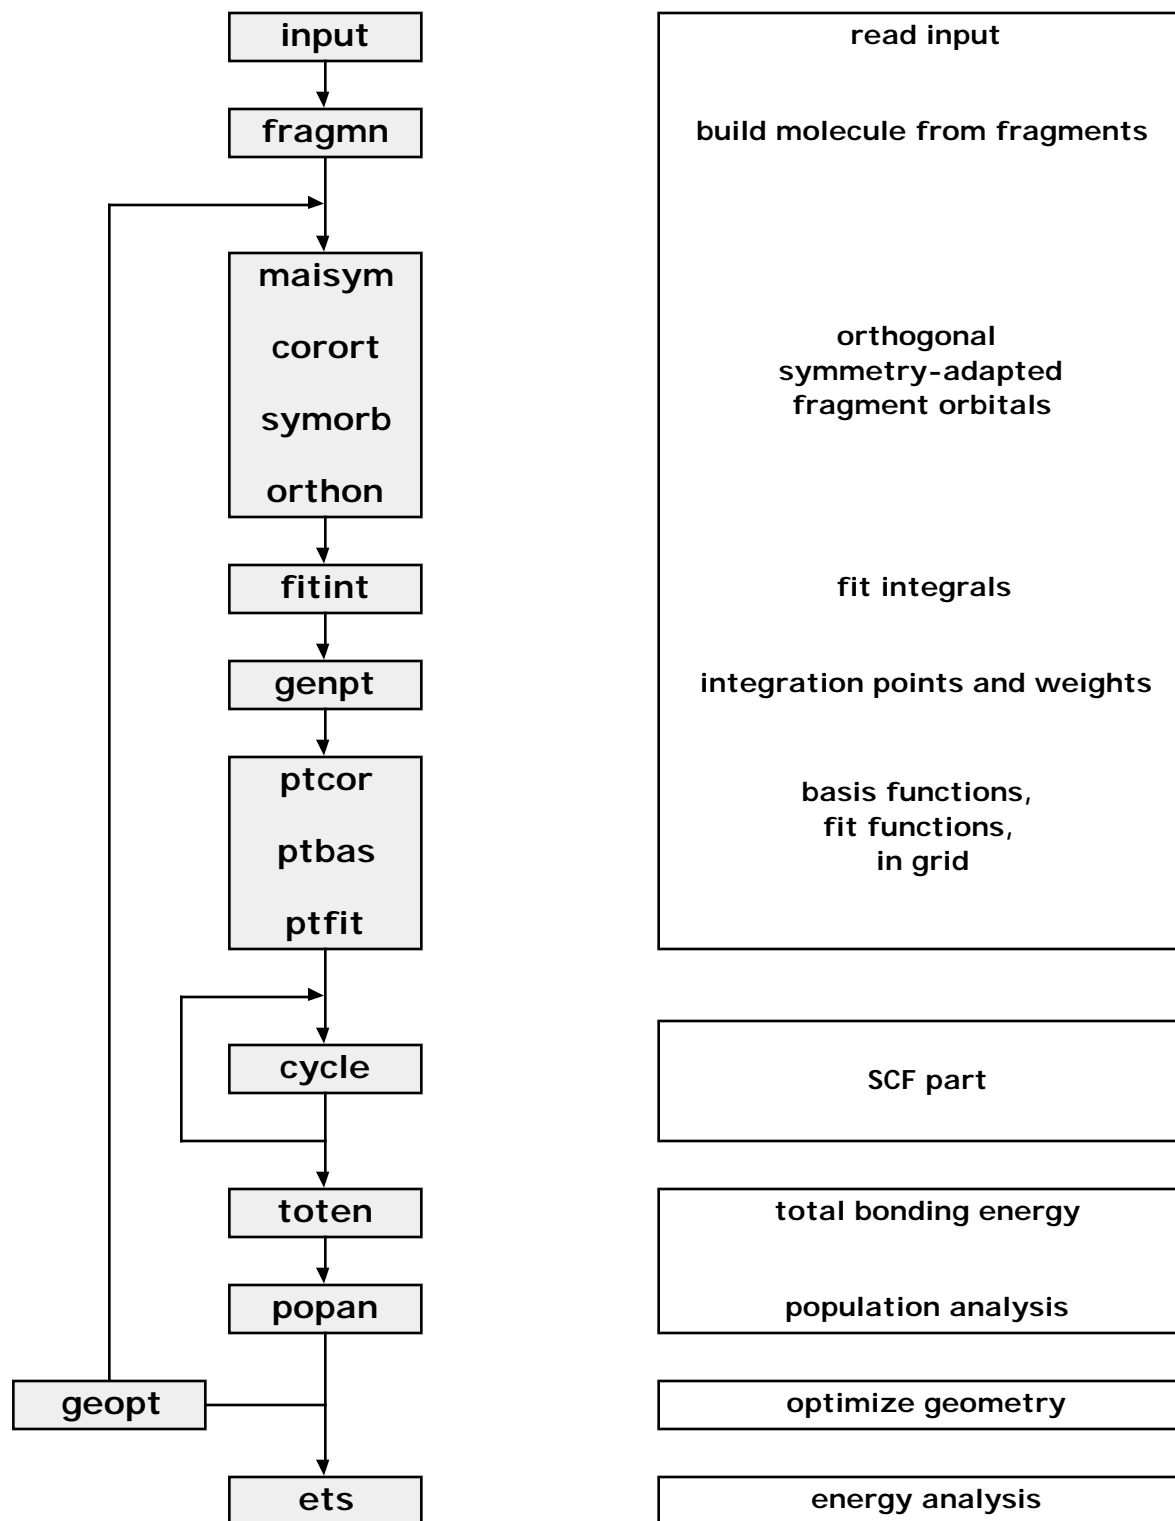 input
read input
fragmn
build molecule from fragments
maisym
corort
symorb
orthon
orthogonal
symmetry-adapted
fragment orbitals
fitint
fit integrals
genpt
integration points and weights
ptcor
ptbas
ptfit
basis functions,
fit functions,
in grid
cycle
SCF part
toten
total bonding energy
popan
population analysis
geopt
optimize geometry
ets
energy analysis